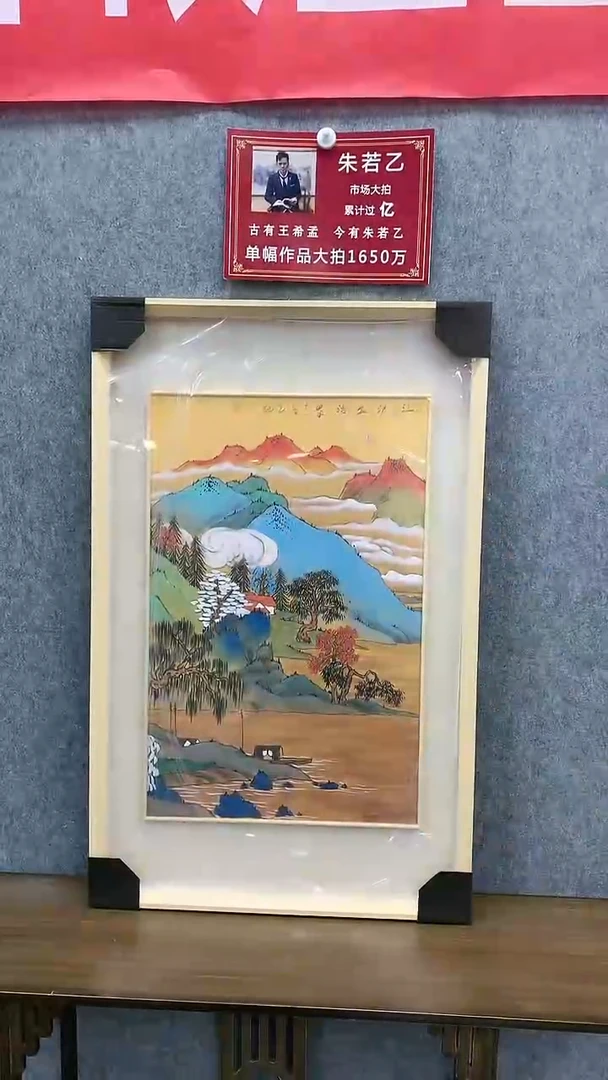 朱若乙
市场大拍
累计过 亿
古有王希孟 今有朱若乙
单幅作品大拍1650万